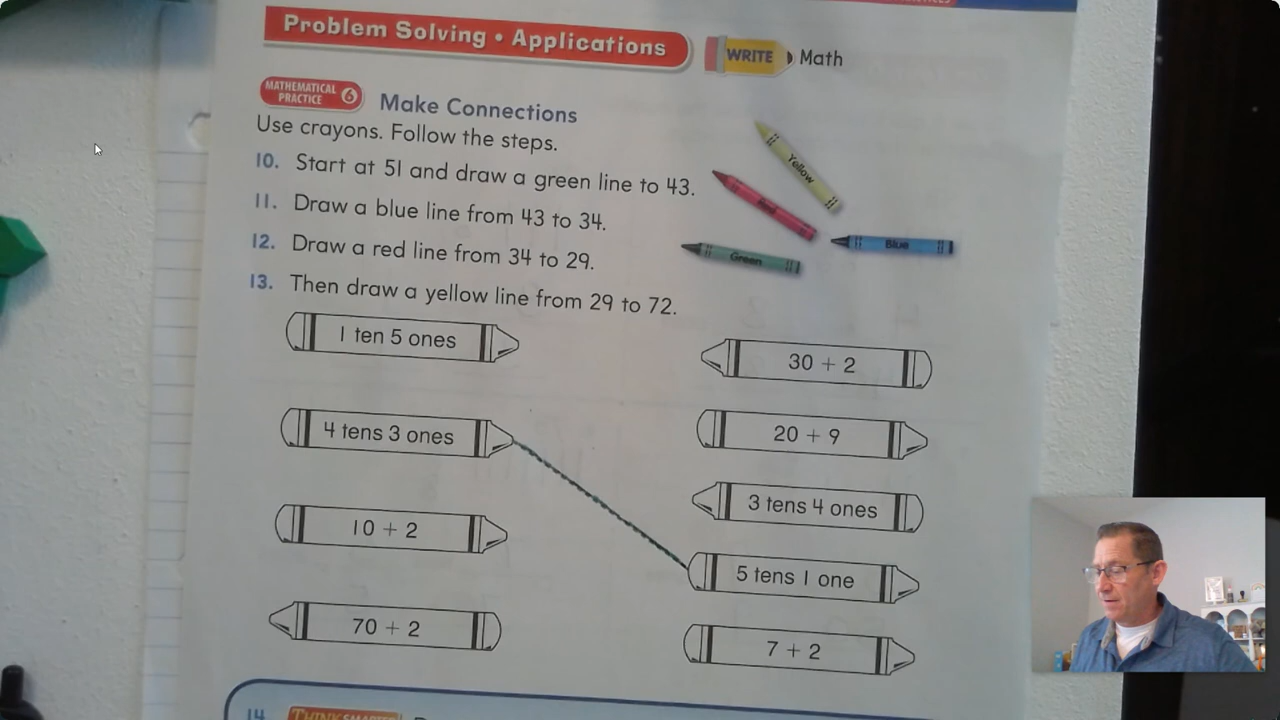 Problem Solving • Applications
WRITE Math
MATHEMATICAL PRACTICE 6
Make Connections
Use crayons. Follow the steps.
10. Start at 51 and draw a green line to 43.
11. Draw a blue line from 43 to 34.
12. Draw a red line from 34 to 29.
13. Then draw a yellow line from 29 to 72.
Yellow
Red
Blue
Green
1 ten 5 ones
30 + 2
4 tens 3 ones
20 + 9
3 tens 4 ones
10 + 2
5 tens 1 one
70 + 2
7 + 2
14.